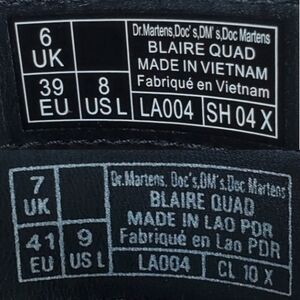 6
UK
39
EU
8
US L
Dr.Martens,Doc's,DM's,Doc Martens
BLAIRE QUAD
MADE IN VIETNAM
Fabriqué en Vietnam
LA004
SH 04 X
7
UK
41
EU
9
US L
Dr.Martens, Doc's,DM's,Doc Martens
BLAIRE QUAD
MADE IN LAO PDR
Fabriqué en Lao PDR
LA004
CL 10 X